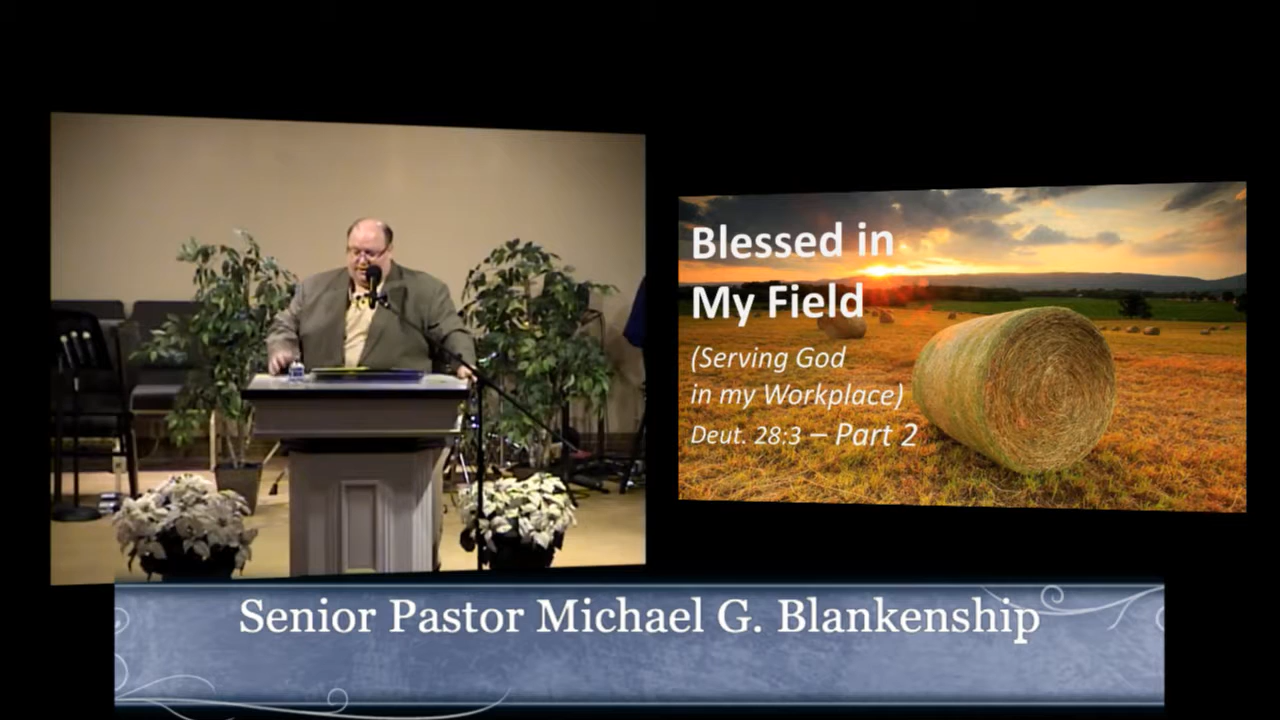 Blessed in
My Field
(Serving God
in my Workplace)
Deut. 28:3 – Part 2
Senior Pastor Michael G. Blankenship